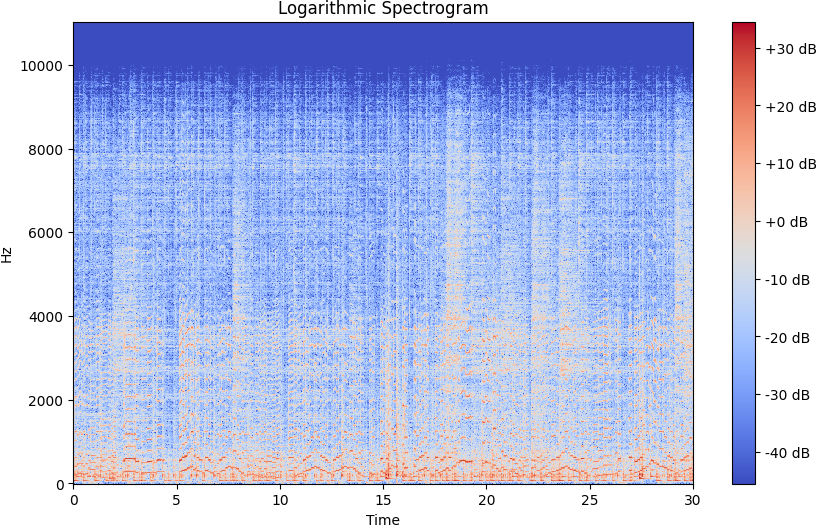 Logarithmic Spectrogram
Hz
10000
8000
6000
4000
2000
0
0 5 10 15 20 25 30
Time
+30 dB
+20 dB
+10 dB
+0 dB
-10 dB
-20 dB
-30 dB
-40 dB